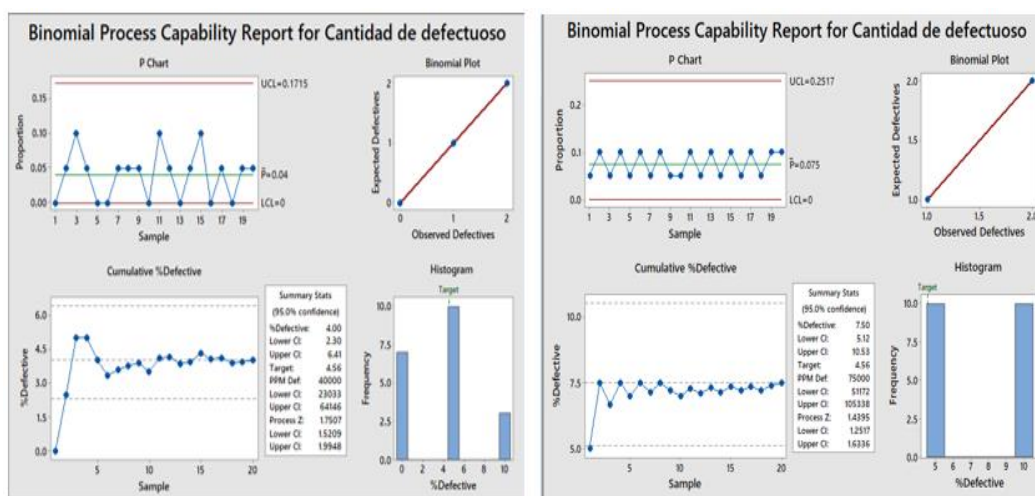 Binomial Process Capability Report for Cantidad de defectuoso
P Chart
Binomial Plot
UCL=0.1715
0.15
0.10
0.05
0.00
P̄=0.04
LCL=0
Proportion
1 3 5 7 9 11 13 15 17 19
Sample
Expected Defectives
2
1
0
0 1 2
Observed Defectives
Cumulative %Defective
Histogram
%Defective
6.0
4.5
3.0
1.5
0.0
5 10 15 20
Sample
Summary Stats
(95.0% confidence)
%Defective: 4.00
Lower CI: 2.30
Upper CI: 6.41
Target: 4.56
PPM Def: 40000
Lower CI: 23033
Upper CI: 64146
Process Z: 1.7507
Lower CI: 1.5209
Upper CI: 1.9948
Target
Frequency
10.0
7.5
5.0
2.5
0.0
0 2 4 6 8 10
%Defective
Binomial Process Capability Report for Cantidad de defectuoso
P Chart
Binomial Plot
UCL=0.2517
0.2
0.1
0.0
P̄=0.075
LCL=0
Proportion
1 3 5 7 9 11 13 15 17 19
Sample
Expected Defectives
2.0
1.5
1.0
1.0 1.5 2.0
Observed Defectives
Cumulative %Defective
Histogram
%Defective
10.0
7.5
5.0
5 10 15 20
Sample
Summary Stats
(95.0% confidence)
%Defective: 7.50
Lower CI: 5.12
Upper CI: 10.53
Target: 4.56
PPM Def: 75000
Lower CI: 51172
Upper CI: 105338
Process Z: 1.4395
Lower CI: 1.2517
Upper CI: 1.6336
Target
Frequency
10.0
7.5
5.0
2.5
0.0
5 6 7 8 9 10
%Defective